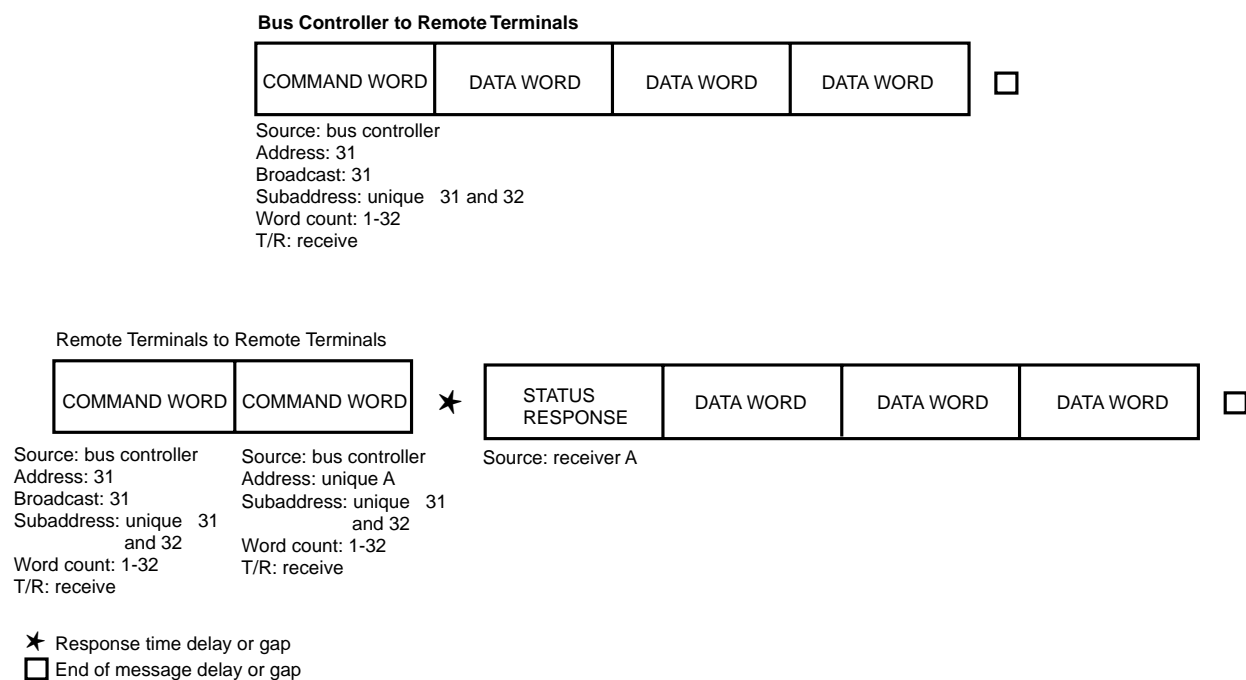 Bus Controller to Remote Terminals
COMMAND WORD DATA WORD DATA WORD DATA WORD
Source: bus controller
Address: 31
Broadcast: 31
Subaddress: unique 31 and 32
Word count: 1-32
T/R: receive
Remote Terminals to Remote Terminals
COMMAND WORD COMMAND WORD
STATUS
RESPONSE
DATA WORD DATA WORD DATA WORD
Source: bus controller
Address: 31
Broadcast: 31
Subaddress: unique 31
and 32
Word count: 1-32
T/R: receive
Source: bus controller
Address: unique A
Subaddress: unique 31
and 32
Word count: 1-32
T/R: receive
Source: receiver A
Response time delay or gap
End of message delay or gap